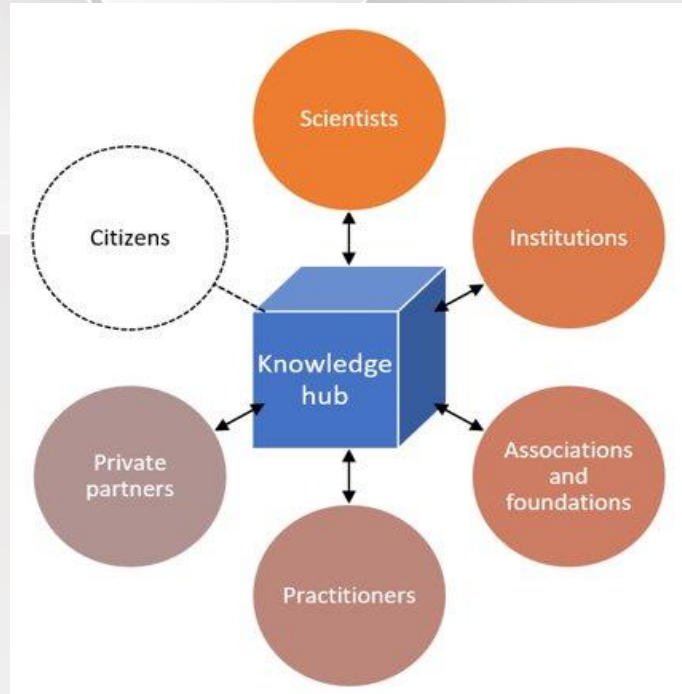 Scientists
Citizens
Institutions
Knowledge
hub
Private
partners
Associations
and
foundations
Practitioners